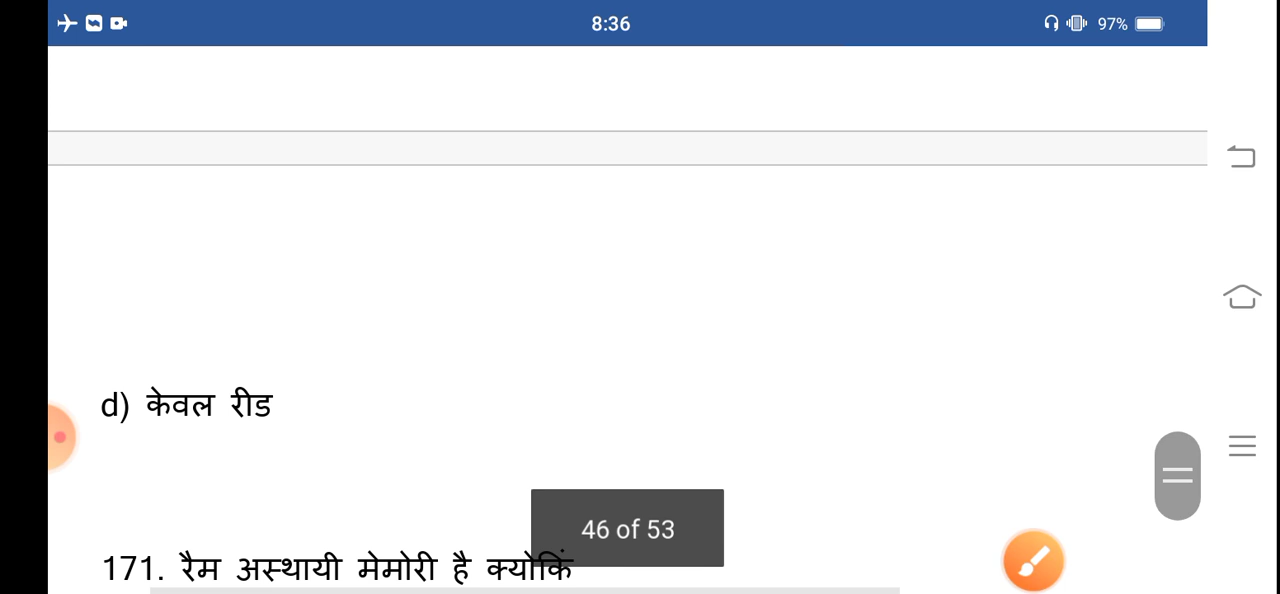 8:36
97%
d) केवल रीड
46 of 53
171. रैम अस्थायी मेमोरी है क्योकिं